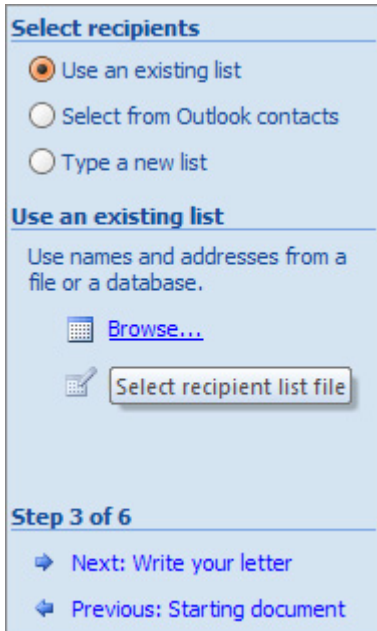 Select recipients
Use an existing list
Select from Outlook contacts
Type a new list
Use an existing list
Use names and addresses from a
file or a database.
Browse...
Select recipient list file
Step 3 of 6
Next: Write your letter
Previous: Starting document